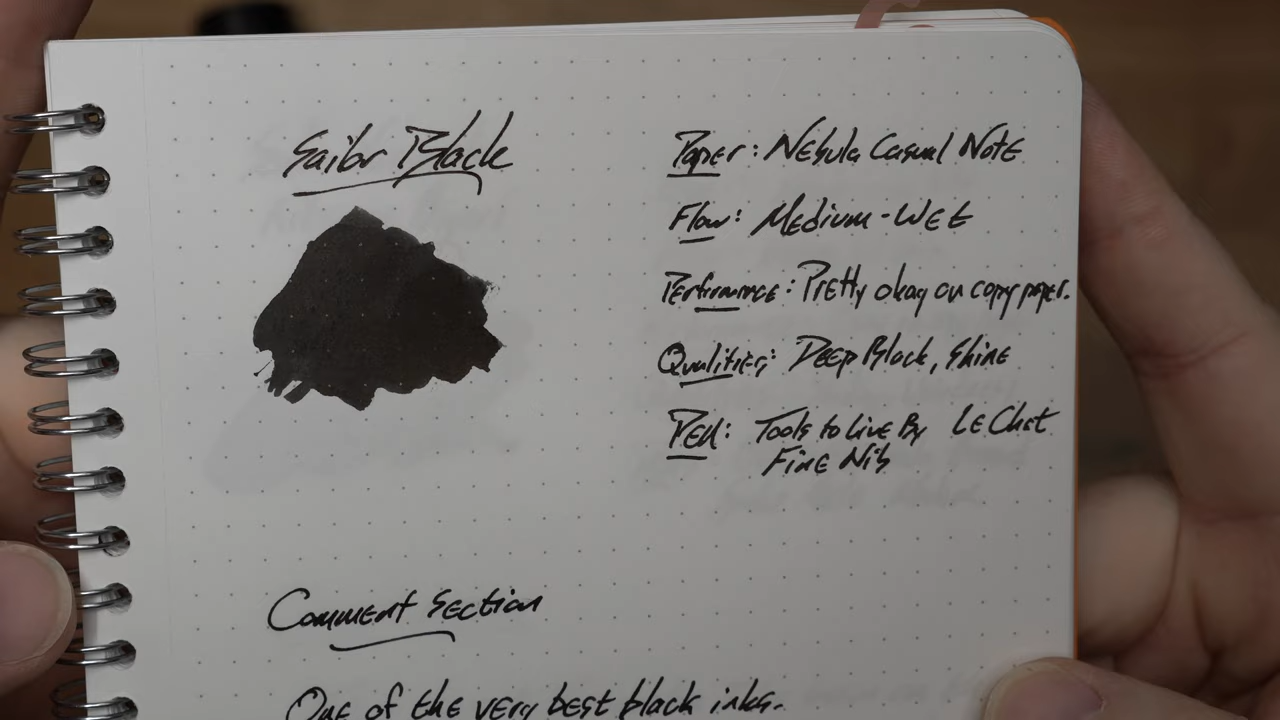 Sailor Black
Paper: Nebula Casual Note
Flow: Medium-Wet
Performance: Pretty okay on copy paper.
Qualities: Deep Black, Shine
Pen: Tools to Live By Le Chat
Fine Nib
Comment Section
One of the very best black inks.